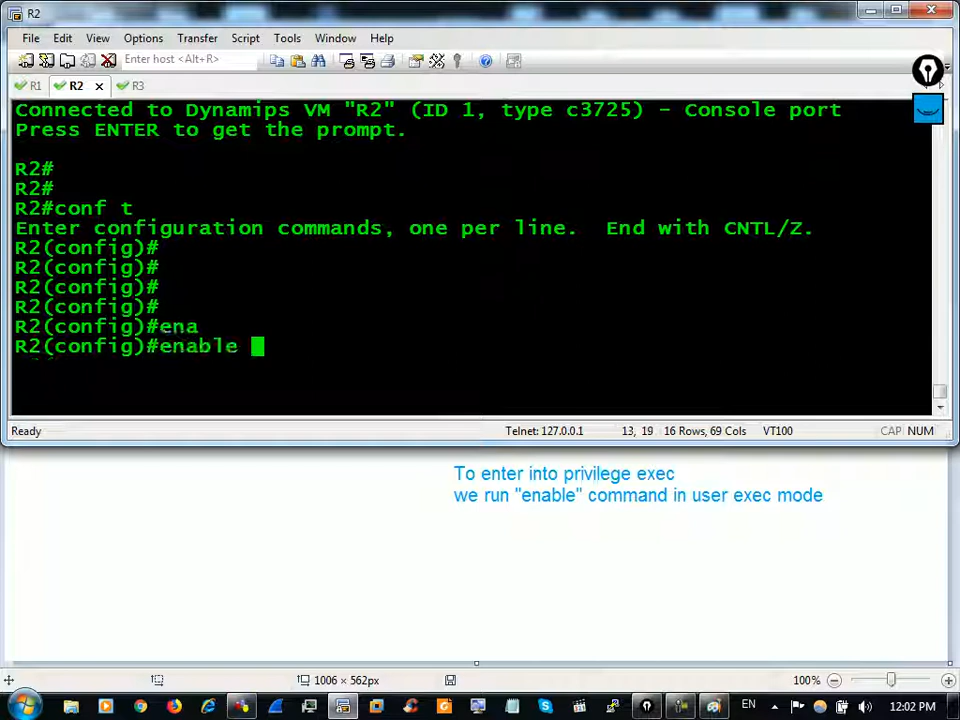 R2
File Edit View Options Transfer Script Tools Window Help
Enter host <Alt+R>
R1 R2 R3
Connected to Dynamips VM "R2" (ID 1, type c3725) - Console port
Press ENTER to get the prompt.
R2#
R2#
R2#conf t
Enter configuration commands, one per line.  End with CNTL/Z.
R2(config)#
R2(config)#
R2(config)#
R2(config)#
R2(config)#ena
R2(config)#enable
Ready Telnet: 127.0.0.1 13, 19 16 Rows, 69 Cols VT100 CAP NUM
To enter into privilege exec
we run "enable" command in user exec mode
1006 × 562px 100%
EN 12:02 PM